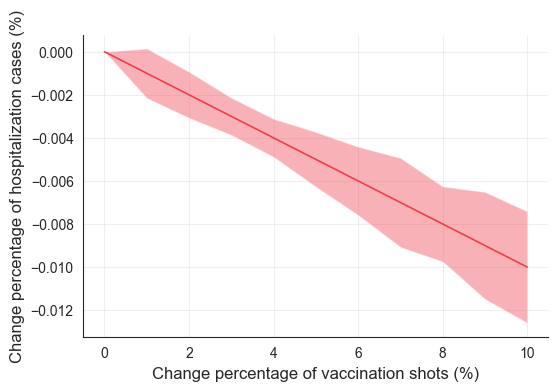 Change percentage of hospitalization cases (%)
0.000
−0.002
−0.004
−0.006
−0.008
−0.010
−0.012
0 2 4 6 8 10
Change percentage of vaccination shots (%)